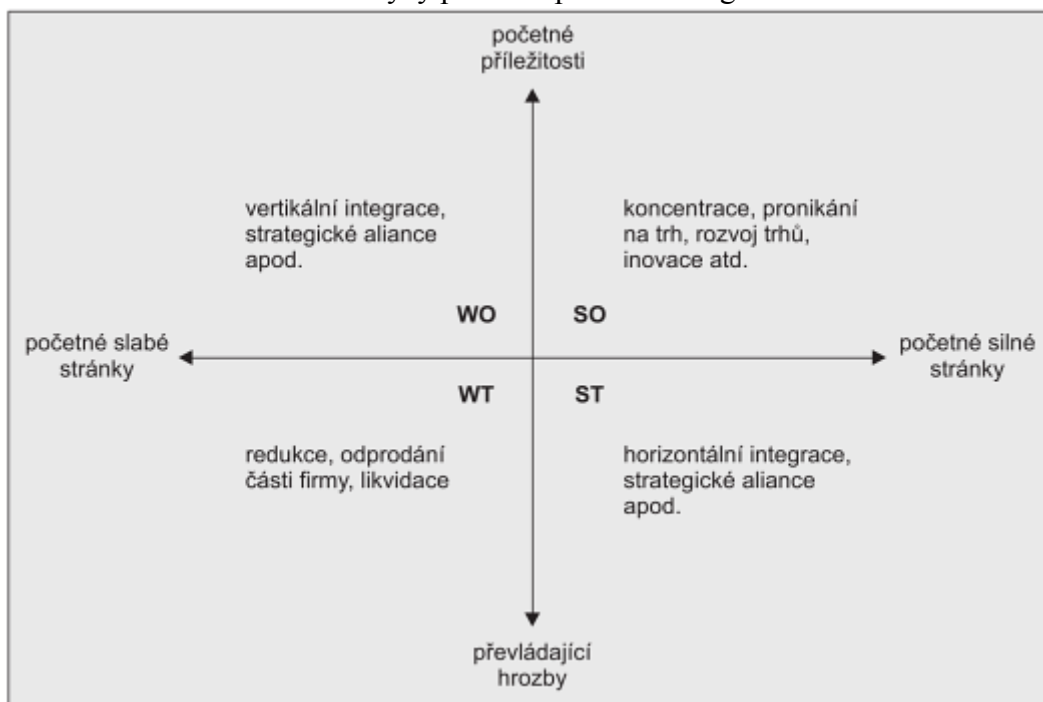 početné
příležitosti
vertikální integrace,
strategické aliance
apod.
koncentrace, pronikání
na trh, rozvoj trhů,
inovace atd.
WO
SO
početné slabé
stránky
početné silné
stránky
WT
ST
redukce, odprodání
části firmy, likvidace
horizontální integrace,
strategické aliance
apod.
převládající
hrozby